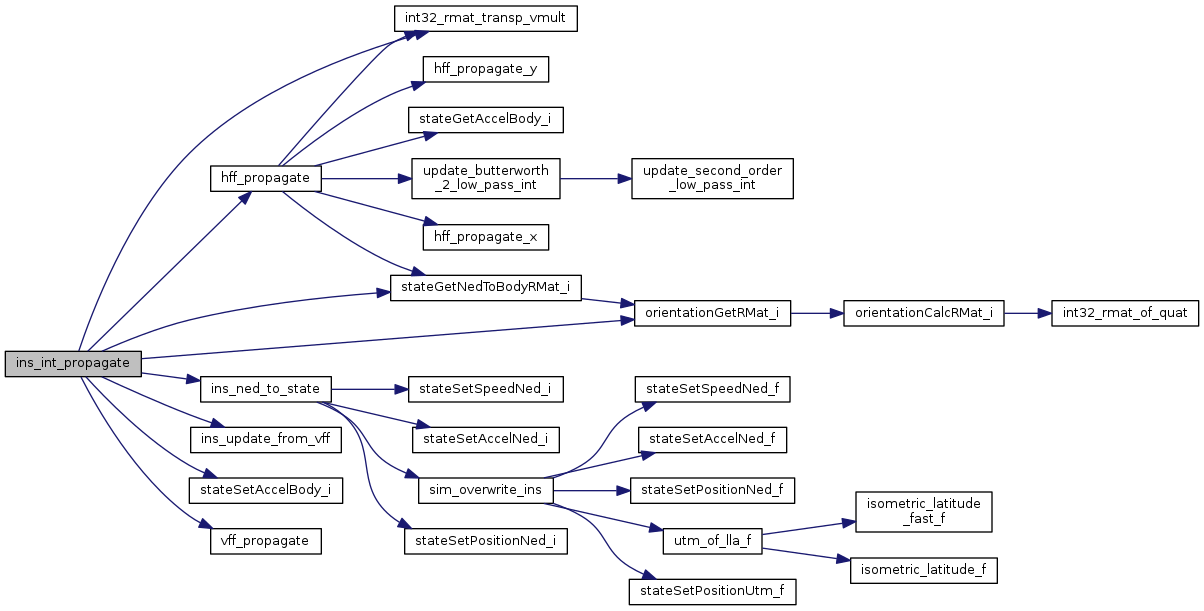 int32_rmat_transp_vmult
hff_propagate_y
stateGetAccelBody_i
hff_propagate
update_butterworth
_2_low_pass_int
update_second_order
_low_pass_int
hff_propagate_x
stateGetNedToBodyRMat_i
orientationGetRMat_i
orientationCalcRMat_i
int32_rmat_of_quat
ins_int_propagate
ins_ned_to_state
stateSetSpeedNed_i
stateSetSpeedNed_f
ins_update_from_vff
stateSetAccelNed_i
stateSetAccelNed_f
stateSetAccelBody_i
sim_overwrite_ins
stateSetPositionNed_f
isometric_latitude
_fast_f
vff_propagate
stateSetPositionNed_i
utm_of_lla_f
isometric_latitude_f
stateSetPositionUtm_f